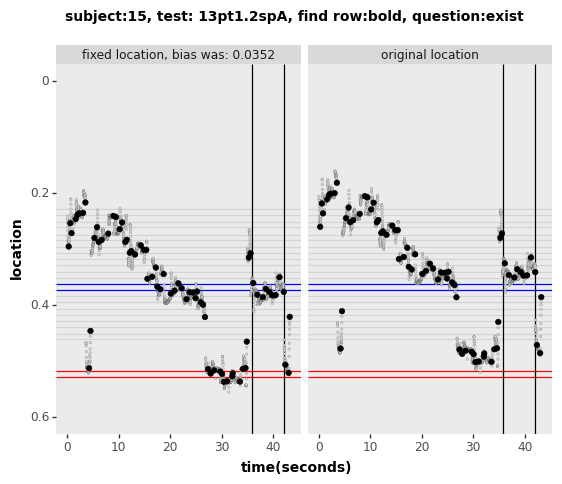 subject:15, test: 13pt1.2spA, find row:bold, question:exist
fixed location, bias was: 0.0352
original location
0
0.2
0.4
0.6
location
0 10 20 30 40
0 10 20 30 40
time(seconds)